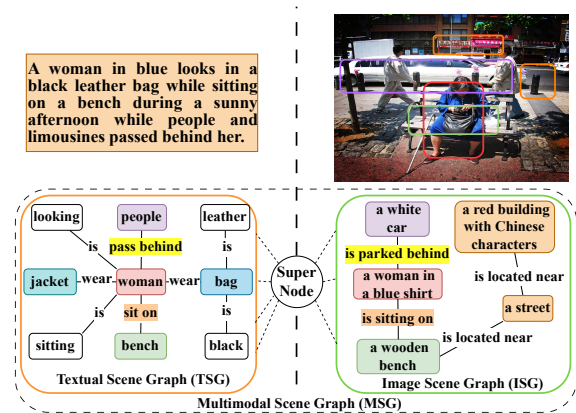 A woman in blue looks in a
black leather bag while sitting
on a bench during a sunny
afternoon while people and
limousines passed behind her.
looking
people
leather
is
pass behind
is
jacket
wear
woman
wear
bag
is
sit on
is
sitting
bench
black
Textual Scene Graph (TSG)
Super
Node
a white
car
a red building
with Chinese
characters
is parked behind
is located near
a woman in
a blue shirt
a street
is sitting on
is located near
a wooden
bench
Image Scene Graph (ISG)
Multimodal Scene Graph (MSG)